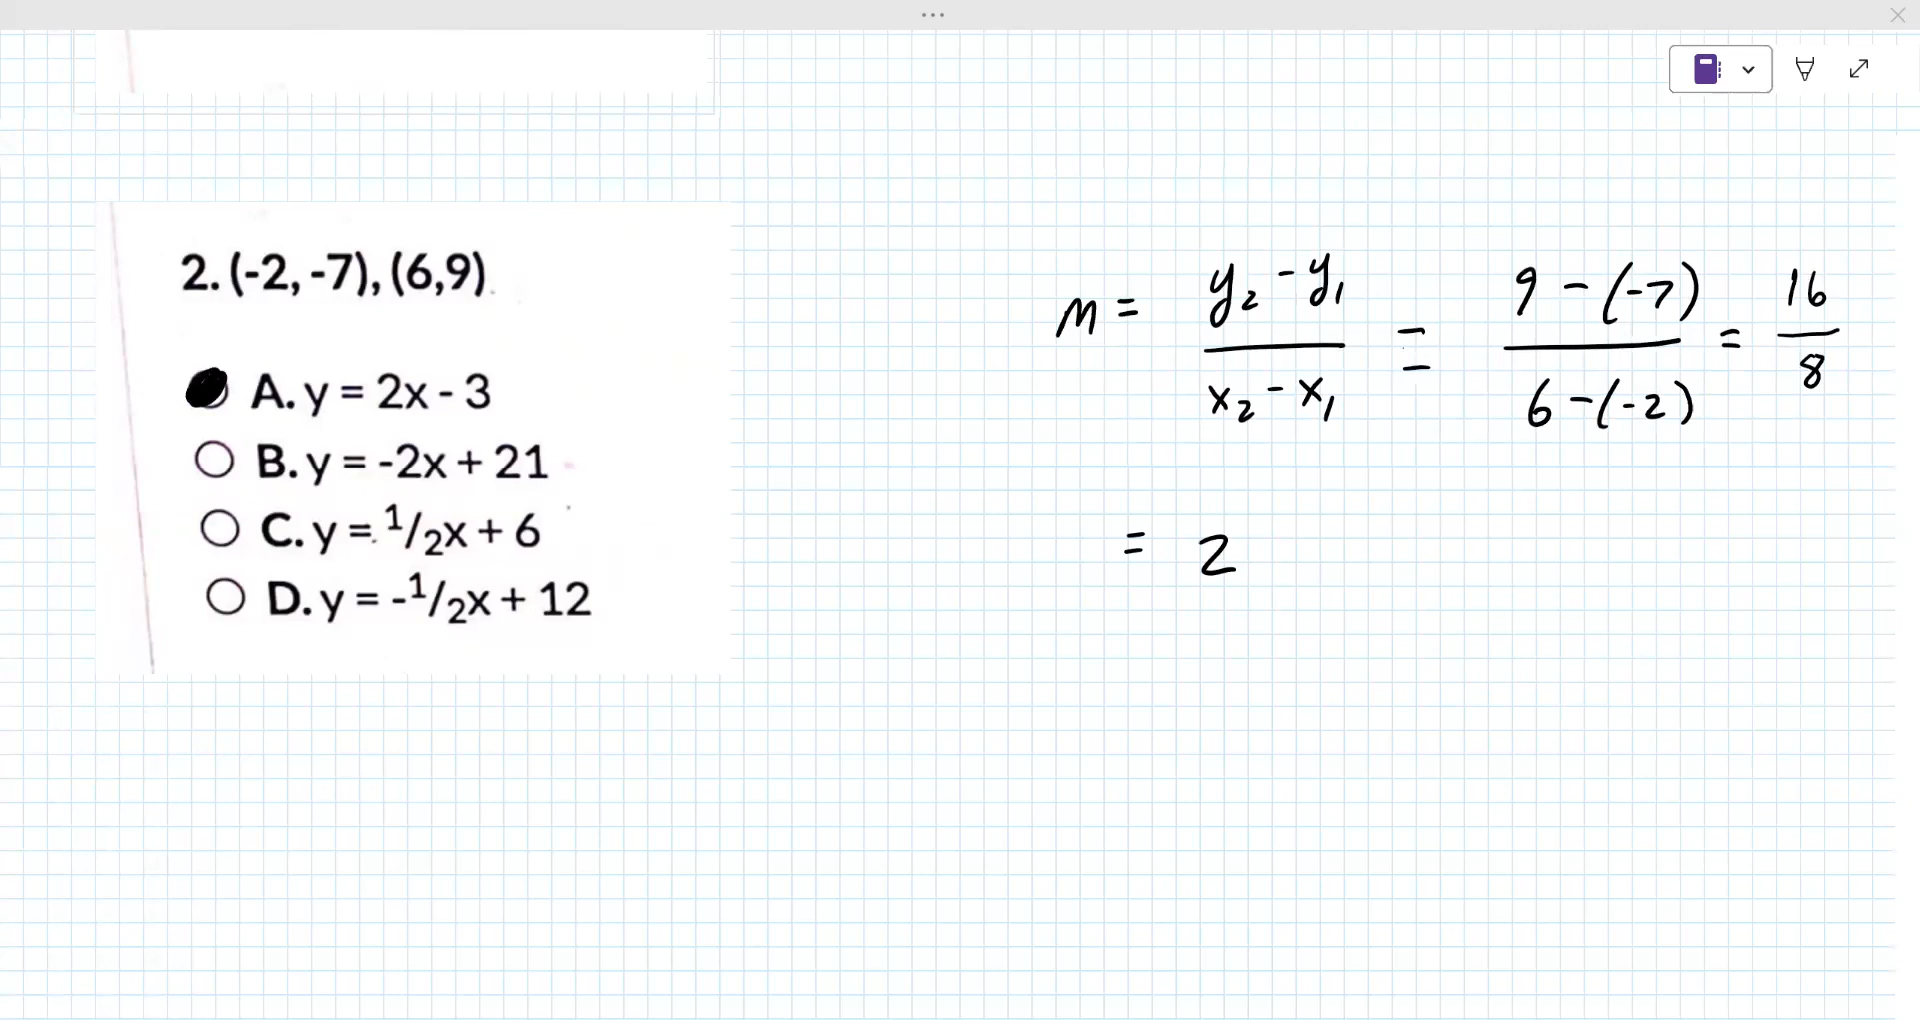 2. (-2, -7), (6,9)
A. y = 2x - 3
B. y = -2x + 21
C. y = 1/2x + 6
D. y = -1/2x + 12
m = y₂ - y₁ / x₂ - x₁ = 9 - (-7) / 6 - (-2) = 16 / 8
= 2